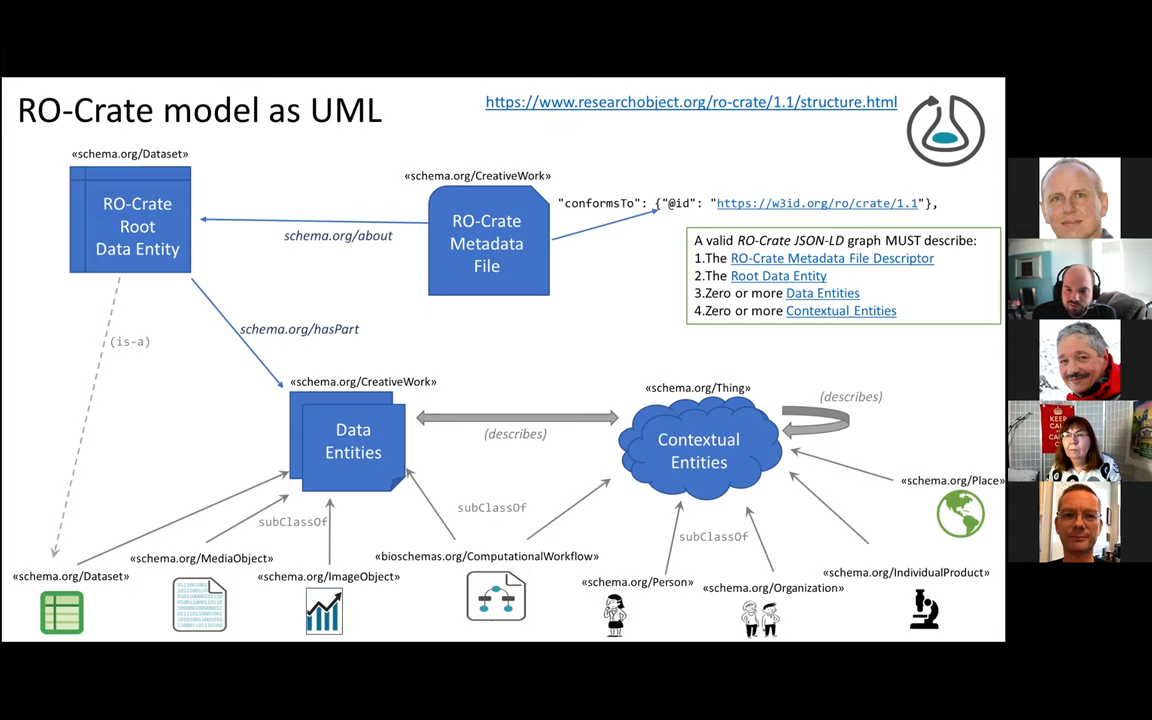 RO-Crate model as UML
https://www.researchobject.org/ro-crate/1.1/structure.html
«schema.org/Dataset»
RO-Crate
Root
Data Entity
«schema.org/CreativeWork»
RO-Crate
Metadata
File
schema.org/about
"conformsTo": {"@id": "https://w3id.org/ro/crate/1.1"},
A valid RO-Crate JSON-LD graph MUST describe:
1.The RO-Crate Metadata File Descriptor
2.The Root Data Entity
3.Zero or more Data Entities
4.Zero or more Contextual Entities
schema.org/hasPart
(is-a)
«schema.org/CreativeWork»
Data
Entities
(describes)
«schema.org/Thing»
Contextual
Entities
(describes)
«schema.org/Place»
subClassOf
subClassOf
subClassOf
«schema.org/Dataset»
«schema.org/MediaObject»
«schema.org/ImageObject»
«bioschemas.org/ComputationalWorkflow»
«schema.org/Person»
«schema.org/Organization»
«schema.org/IndividualProduct»
KEEP